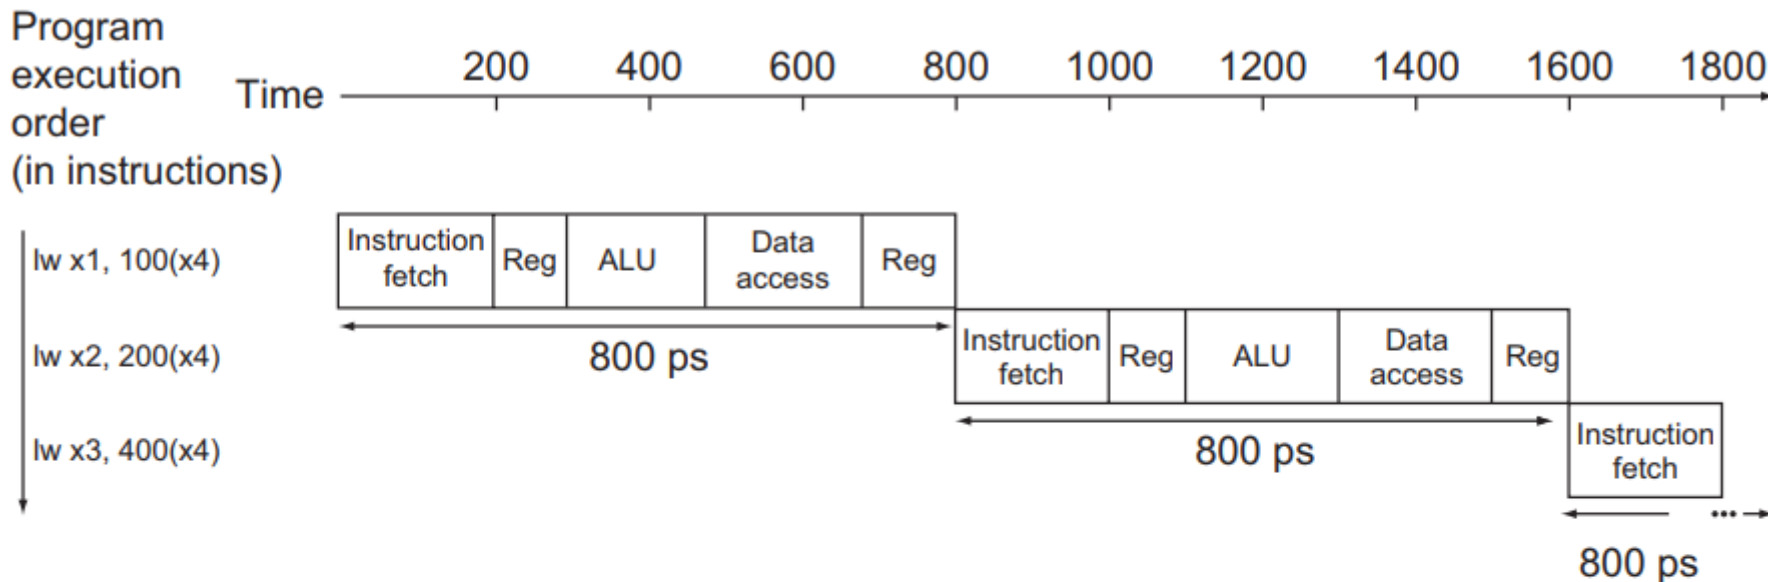 Program
execution
order
(in instructions)
Time
200 400 600 800 1000 1200 1400 1600 1800
lw x1, 100(x4)
Instruction
fetch
Reg
ALU
Data
access
Reg
800 ps
lw x2, 200(x4)
Instruction
fetch
Reg
ALU
Data
access
Reg
800 ps
lw x3, 400(x4)
Instruction
fetch
...
800 ps